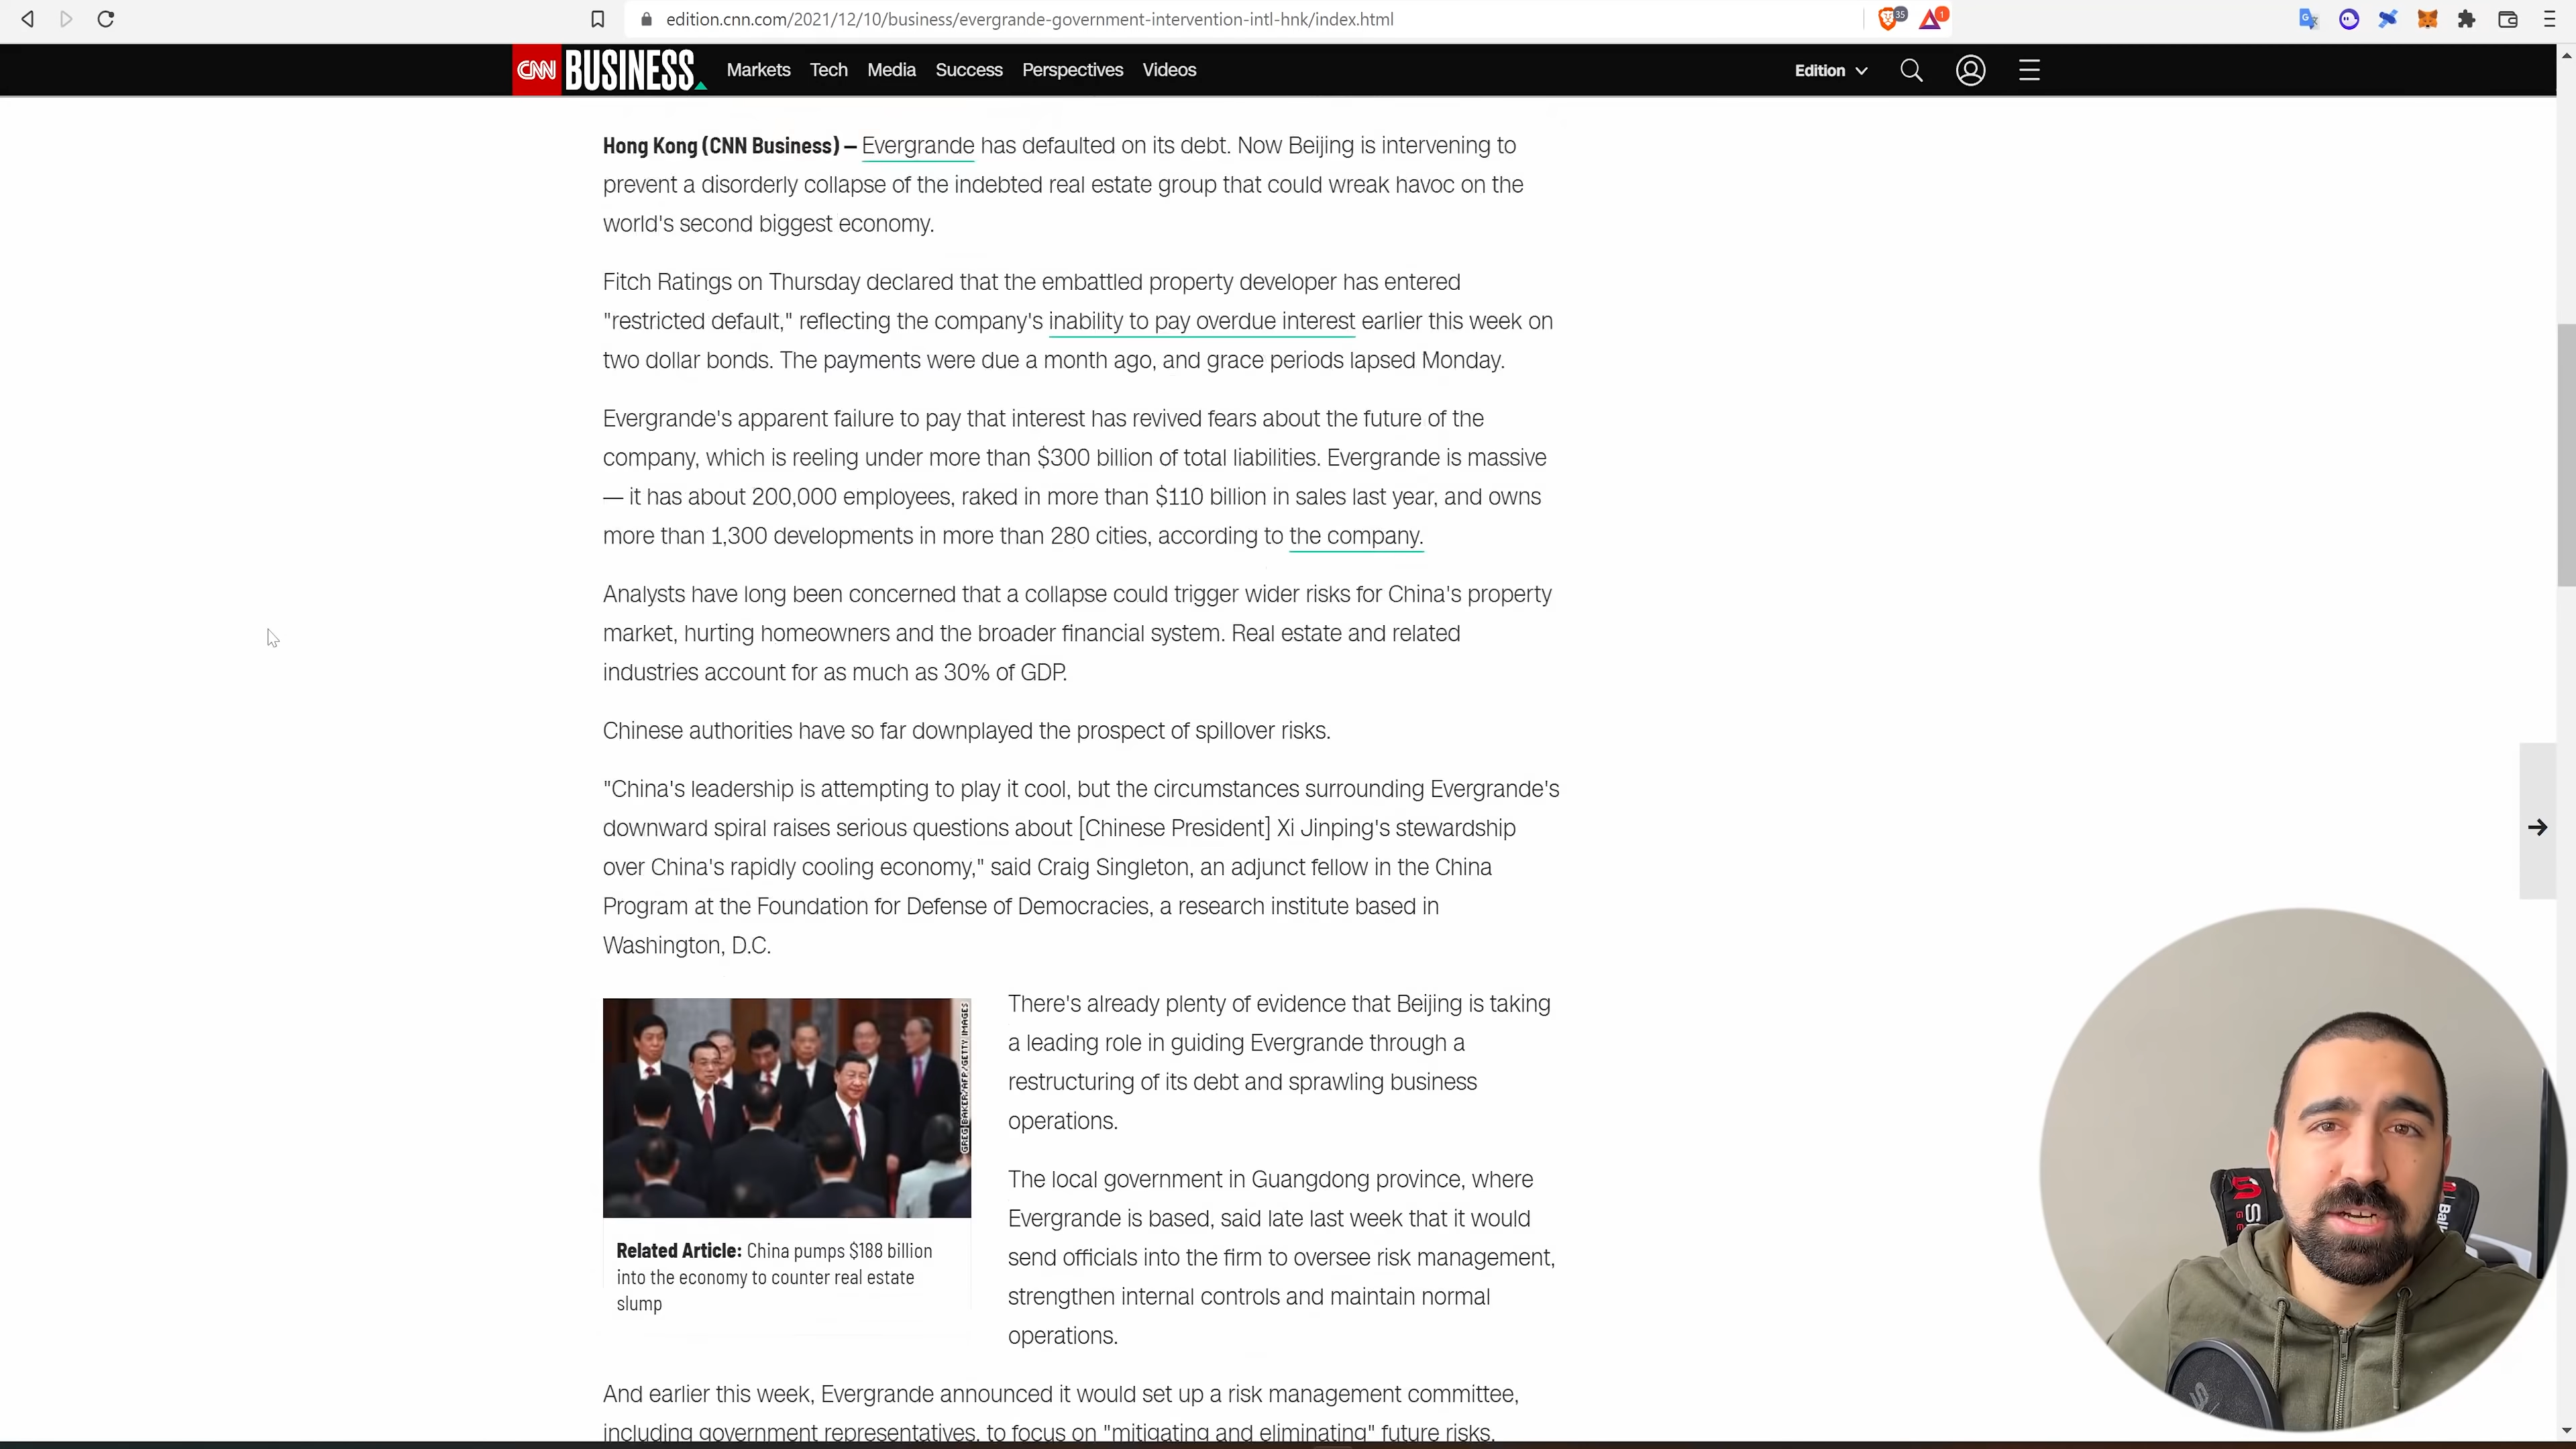 edition.cnn.com/2021/12/10/business/evergrande-government-intervention-intl-hnk/index.html
35
1
CNN BUSINESS
Markets Tech Media Success Perspectives Videos
Edition
Hong Kong (CNN Business) — Evergrande has defaulted on its debt. Now Beijing is intervening to
prevent a disorderly collapse of the indebted real estate group that could wreak havoc on the
world's second biggest economy.
Fitch Ratings on Thursday declared that the embattled property developer has entered
"restricted default," reflecting the company's inability to pay overdue interest earlier this week on
two dollar bonds. The payments were due a month ago, and grace periods lapsed Monday.
Evergrande's apparent failure to pay that interest has revived fears about the future of the
company, which is reeling under more than $300 billion of total liabilities. Evergrande is massive
— it has about 200,000 employees, raked in more than $110 billion in sales last year, and owns
more than 1,300 developments in more than 280 cities, according to the company.
Analysts have long been concerned that a collapse could trigger wider risks for China's property
market, hurting homeowners and the broader financial system. Real estate and related
industries account for as much as 30% of GDP.
Chinese authorities have so far downplayed the prospect of spillover risks.
"China's leadership is attempting to play it cool, but the circumstances surrounding Evergrande's
downward spiral raises serious questions about [Chinese President] Xi Jinping's stewardship
over China's rapidly cooling economy," said Craig Singleton, an adjunct fellow in the China
Program at the Foundation for Defense of Democracies, a research institute based in
Washington, D.C.
GREG BAKER/AFP/GETTY IMAGES
Related Article: China pumps $188 billion
into the economy to counter real estate
slump
There's already plenty of evidence that Beijing is taking
a leading role in guiding Evergrande through a
restructuring of its debt and sprawling business
operations.
The local government in Guangdong province, where
Evergrande is based, said late last week that it would
send officials into the firm to oversee risk management,
strengthen internal controls and maintain normal
operations.
And earlier this week, Evergrande announced it would set up a risk management committee,
including government representatives, to focus on "mitigating and eliminating" future risks.